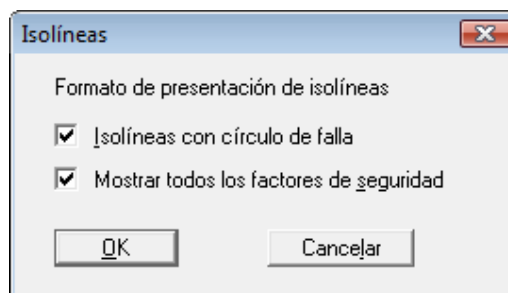 Isolíneas
Formato de presentación de isolíneas
Isolíneas con círculo de falla
Mostrar todos los factores de seguridad
OK
Cancelar